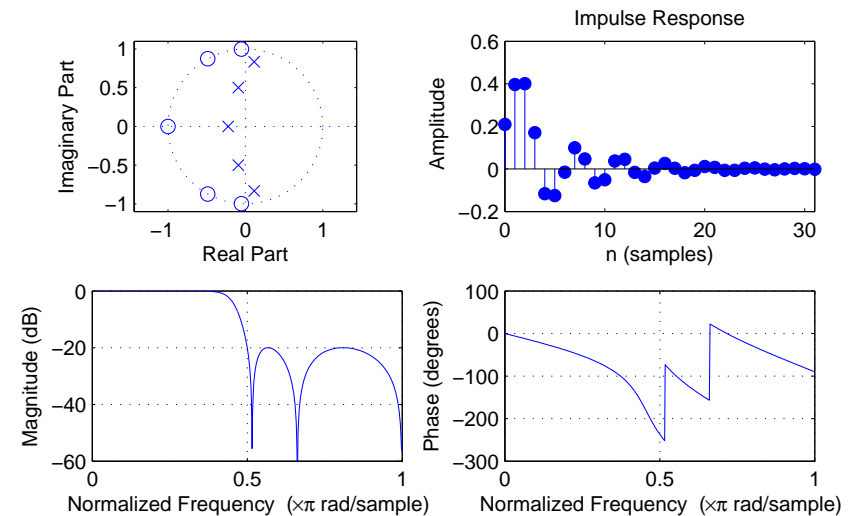 1
0.5
0
−0.5
−1
Imaginary Part
−1 0 1
Real Part
Impulse Response
0.6
0.4
0.2
0
−0.2
Amplitude
0 10 20 30
n (samples)
0
−20
−40
−60
Magnitude (dB)
0 0.5 1
Normalized Frequency (×π rad/sample)
100
0
−100
−200
−300
Phase (degrees)
0 0.5 1
Normalized Frequency (×π rad/sample)